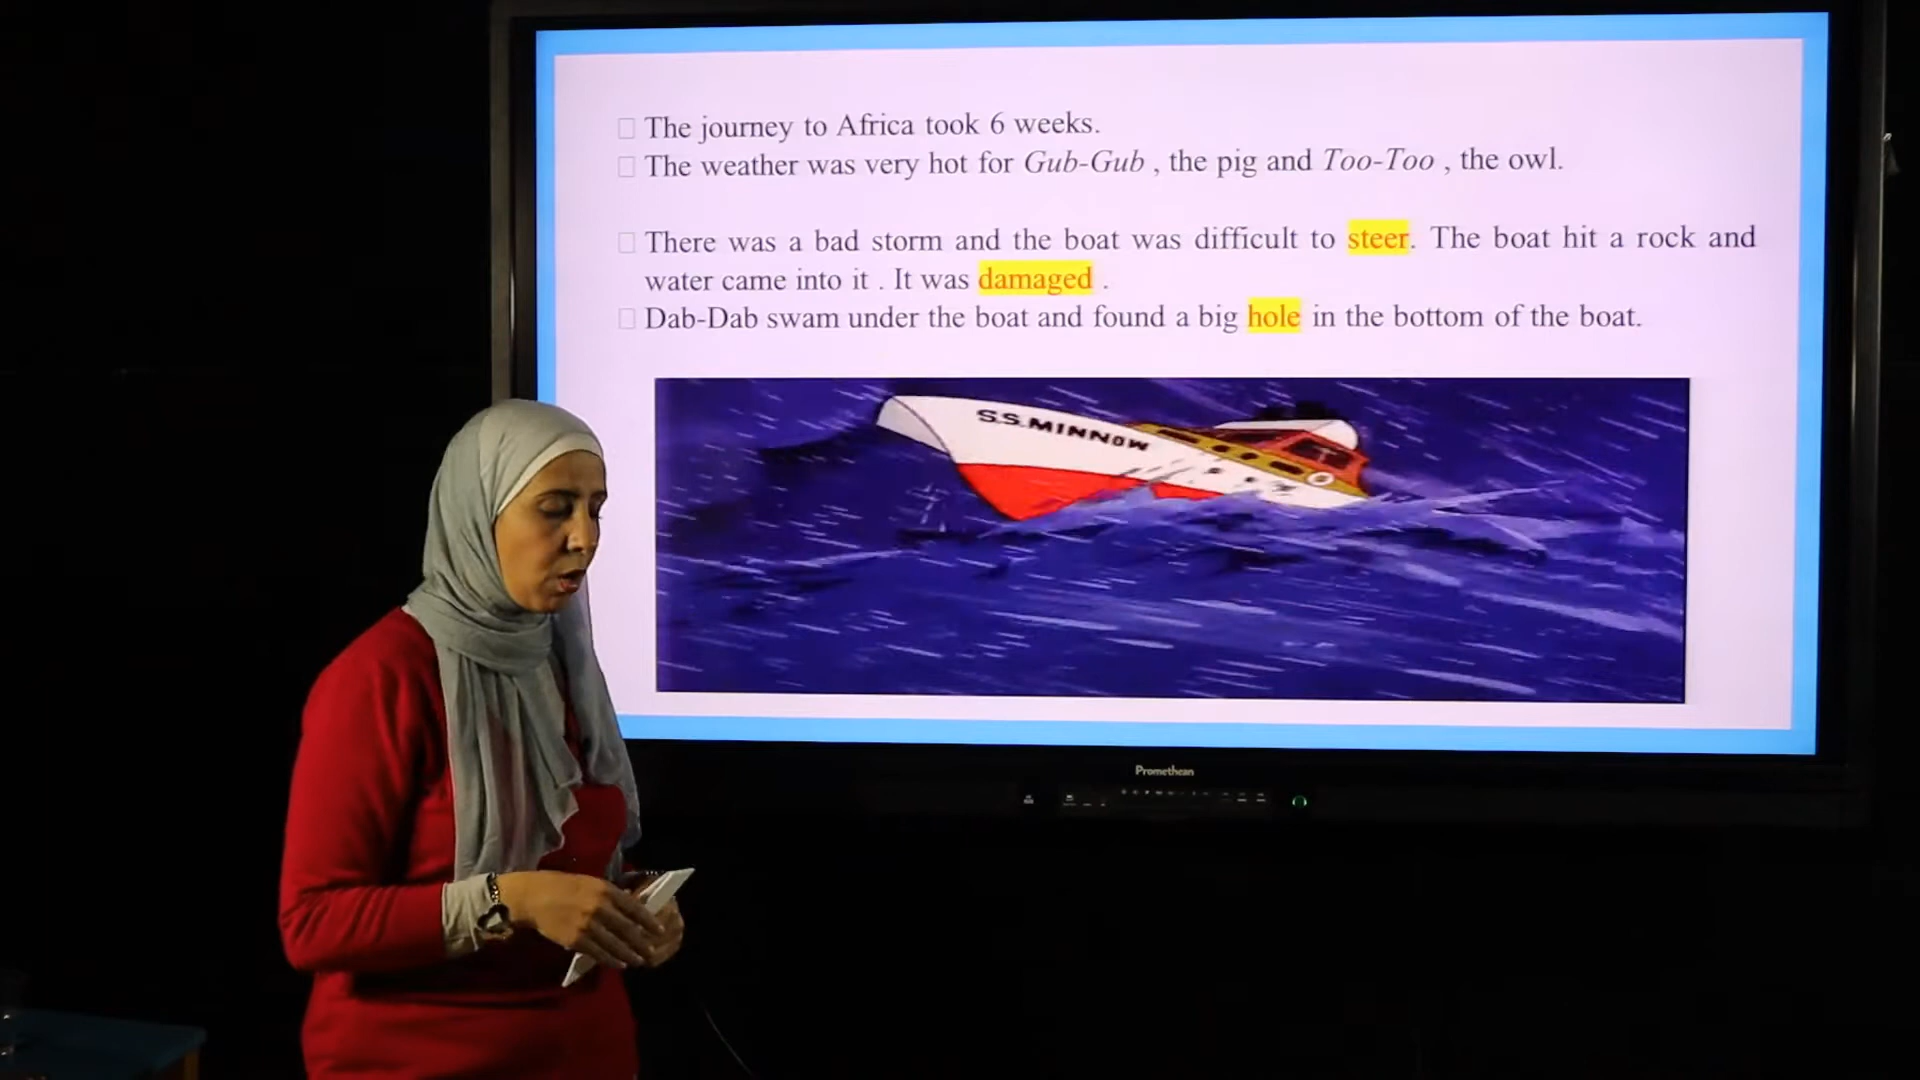 The journey to Africa took 6 weeks.
The weather was very hot for Gub-Gub , the pig and Too-Too , the owl.
There was a bad storm and the boat was difficult to steer. The boat hit a rock and
water came into it . It was damaged .
Dab-Dab swam under the boat and found a big hole in the bottom of the boat.
S.S. MINNOW
Promethean